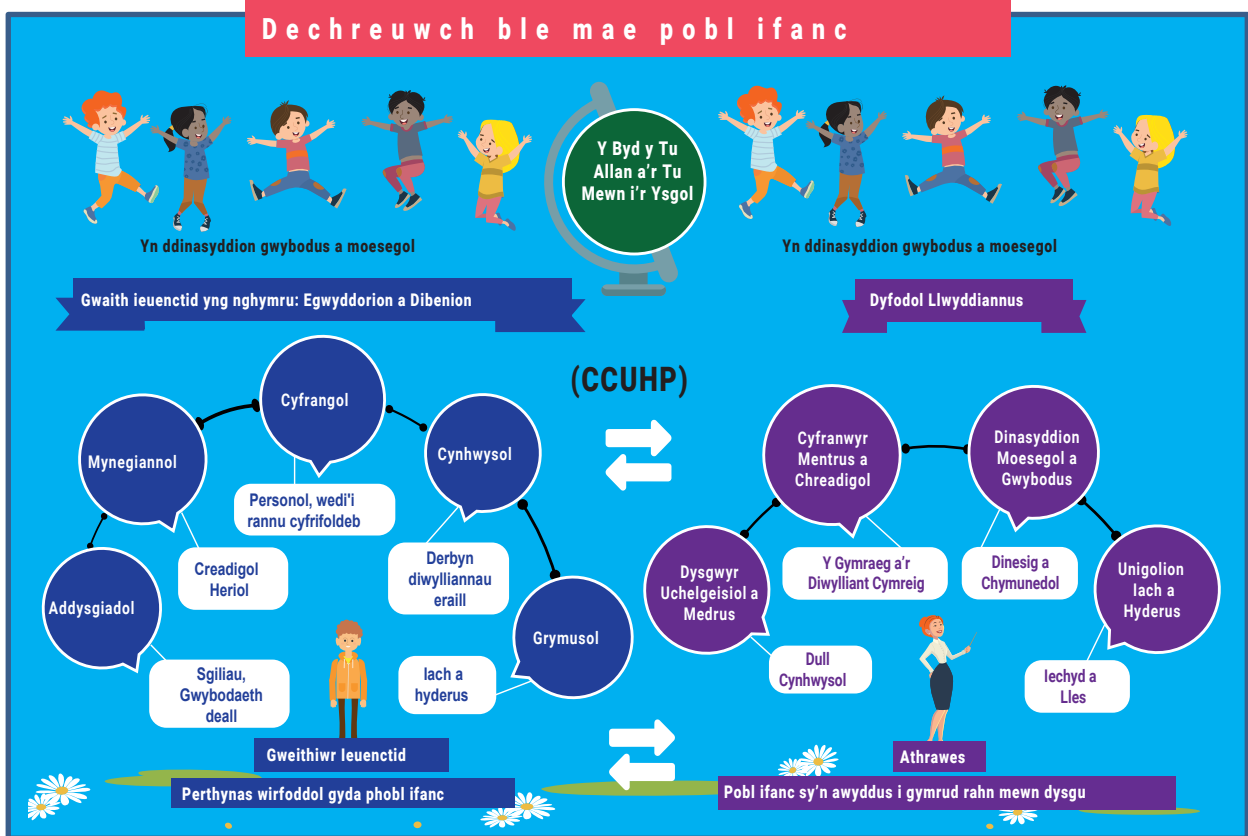 Dechreuwch ble mae pobl ifanc
Y Byd y Tu
Allan a'r Tu
Mewn i'r Ysgol
Yn ddinasyddion gwybodus a moesegol
Yn ddinasyddion gwybodus a moesegol
Gwaith ieuenctid yng nghymru: Egwyddorion a Dibenion
Dyfodol Llwyddiannus
(CCUHP)
Addysgiadol
Sgiliau,
Gwybodaeth
deall
Mynegiannol
Creadigol
Heriol
Cyfrangol
Personol, wedi'i
rannu cyfrifoldeb
Cynhwysol
Derbyn
diwylliannau
eraill
Grymusol
Iach a
hyderus
Dysgwyr
Uchelgeisiol a
Medrus
Dull
Cynhwysol
Cyfranwyr
Mentrus a
Chreadigol
Y Gymraeg a'r
Diwylliant Cymreig
Dinasyddion
Moesegol a
Gwybodus
Dinesig a
Chymunedol
Unigolion
Iach a
Hyderus
Iechyd a
Lles
Gweithiwr Ieuenctid
Perthynas wirfoddol gyda phobl ifanc
Athrawes
Pobl ifanc sy'n awyddus i gymrud rahn mewn dysgu